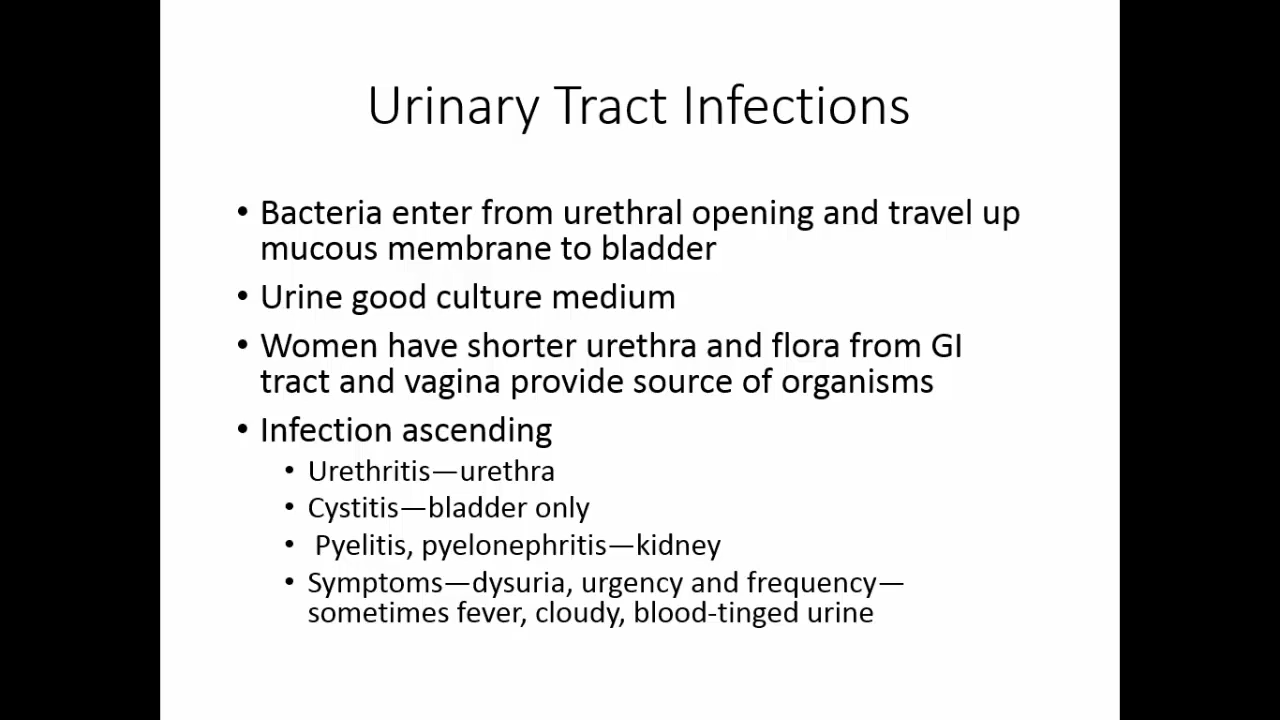 Urinary Tract Infections
• Bacteria enter from urethral opening and travel up
mucous membrane to bladder
• Urine good culture medium
• Women have shorter urethra and flora from GI
tract and vagina provide source of organisms
• Infection ascending
• Urethritis—urethra
• Cystitis—bladder only
• Pyelitis, pyelonephritis—kidney
• Symptoms—dysuria, urgency and frequency—
sometimes fever, cloudy, blood-tinged urine